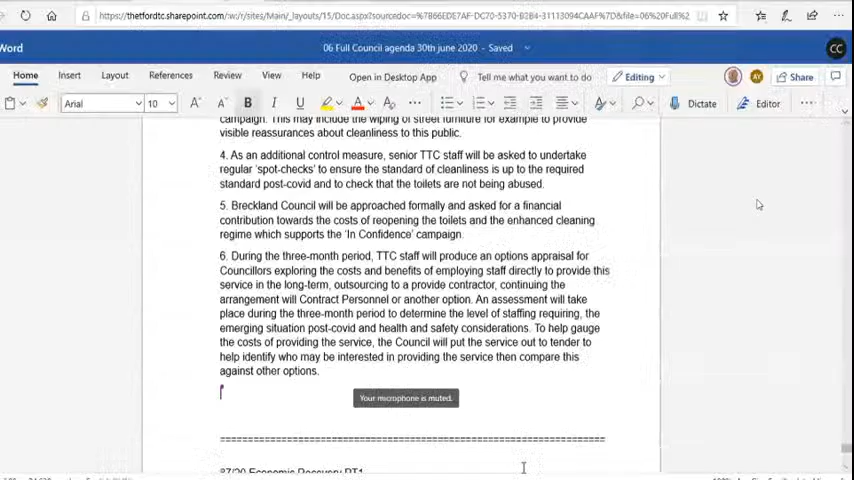 https://thetfordtc.sharepoint.com/:w:/r/sites/Main/_layouts/15/Doc.aspx?sourcedoc=%7B66EDE7AF-DC70-5370-B2B4-31113094CAAF%7D&file=06%20Full%2
Word
06 Full Council agenda 30th june 2020 - Saved
CC
Home Insert Layout References Review View Help Open in Desktop App Tell me what you want to do Editing AY Share
Arial 10 A A B I U A A Dictate Editor
campaign. This may include the wiping of street furniture for example to provide
visible reassurances about cleanliness to this public.
4. As an additional control measure, senior TTC staff will be asked to undertake
regular 'spot-checks' to ensure the standard of cleanliness is up to the required
standard post-covid and to check that the toilets are not being abused.
5. Breckland Council will be approached formally and asked for a financial
contribution towards the costs of reopening the toilets and the enhanced cleaning
regime which supports the 'In Confidence' campaign.
6. During the three-month period, TTC staff will produce an options appraisal for
Councillors exploring the costs and benefits of employing staff directly to provide this
service in the long-term, outsourcing to a provide contractor, continuing the
arrangement will Contract Personnel or another option. An assessment will take
place during the three-month period to determine the level of staffing requiring, the
emerging situation post-covid and health and safety considerations. To help gauge
the costs of providing the service, the Council will put the service out to tender to
help identify who may be interested in providing the service then compare this
against other options.
Your microphone is muted.
================================================================
87/20 Economic Recovery PT1